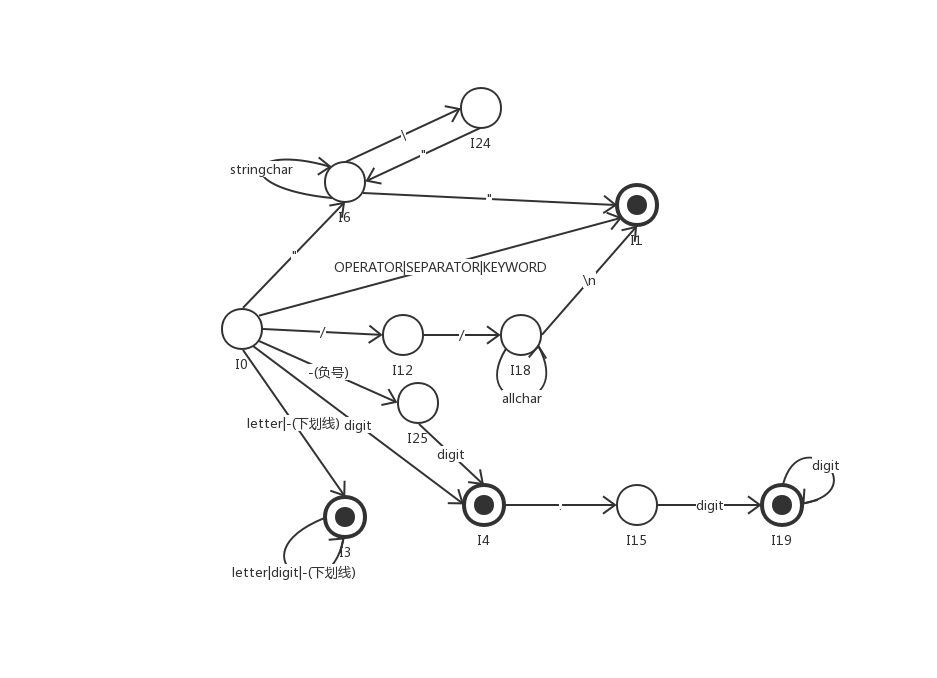 I24
\
"
stringchar
I6
"
I1
"
OPERATOR|SEPARATOR|KEYWORD
\n
/
/
I0
I12
I18
-(负号)
allchar
I25
letter|-(下划线)
digit
digit
digit
.
digit
I3
I4
I15
I19
letter|digit|-(下划线)